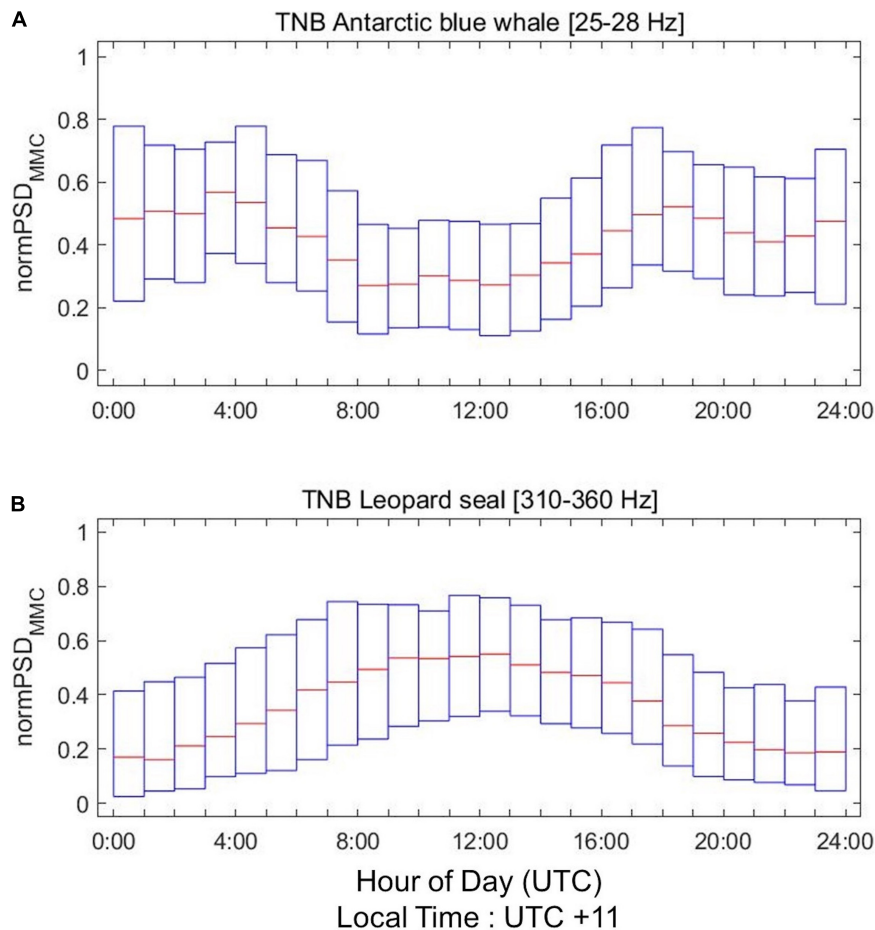 A
TNB Antarctic blue whale [25-28 Hz]
normPSD_MMC
1
0.8
0.6
0.4
0.2
0
0:00 4:00 8:00 12:00 16:00 20:00 24:00
B
TNB Leopard seal [310-360 Hz]
normPSD_MMC
1
0.8
0.6
0.4
0.2
0
0:00 4:00 8:00 12:00 16:00 20:00 24:00
Hour of Day (UTC)
Local Time : UTC +11